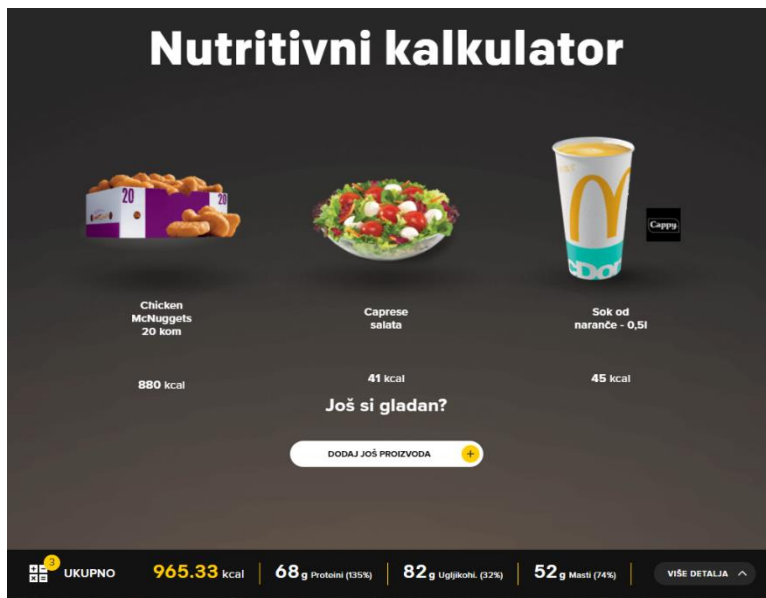 Nutritivni kalkulator
20
20
Cappy.
Chicken
McNuggets
20 kom
Caprese
salata
Sok od
naranče - 0,5l
880 kcal
41 kcal
45 kcal
Još si gladan?
DODAJ JOŠ PROIZVODA +
3
UKUPNO
965.33 kcal
68 g Proteini (135%)
82 g Ugljikohi. (32%)
52 g Masti (74%)
VIŠE DETALJA